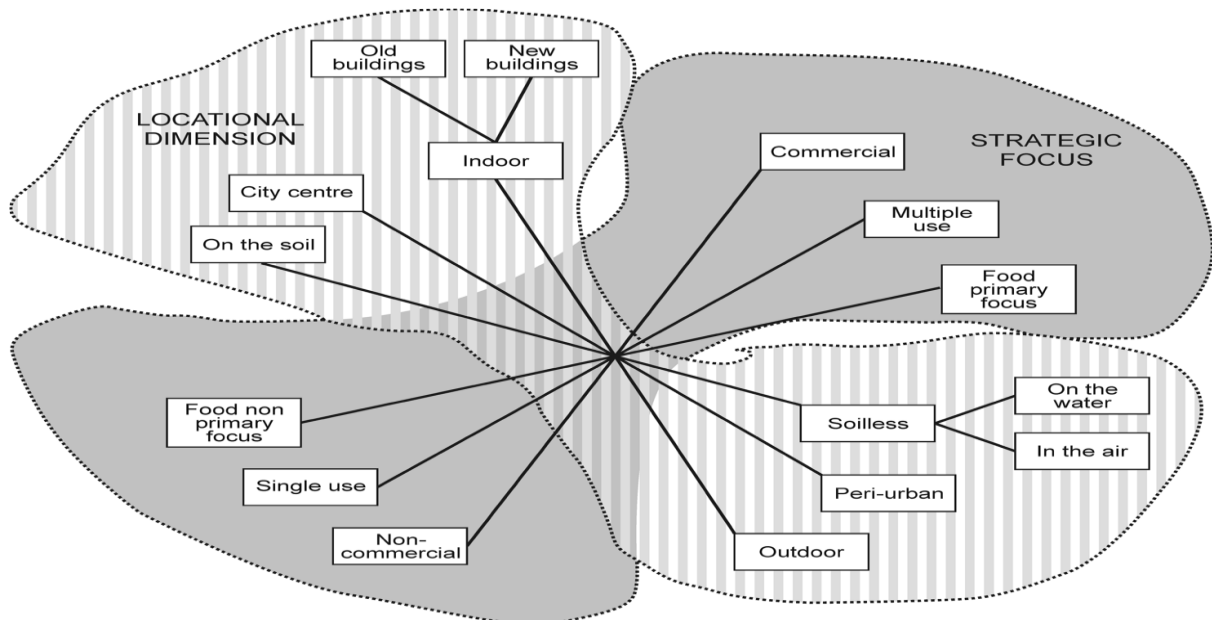 Old
buildings
New
buildings
LOCATIONAL
DIMENSION
Indoor
City centre
On the soil
Commercial
STRATEGIC
FOCUS
Multiple
use
Food
primary
focus
Food non
primary
focus
Single use
Non-
commercial
Soilless
On the
water
In the air
Peri-urban
Outdoor